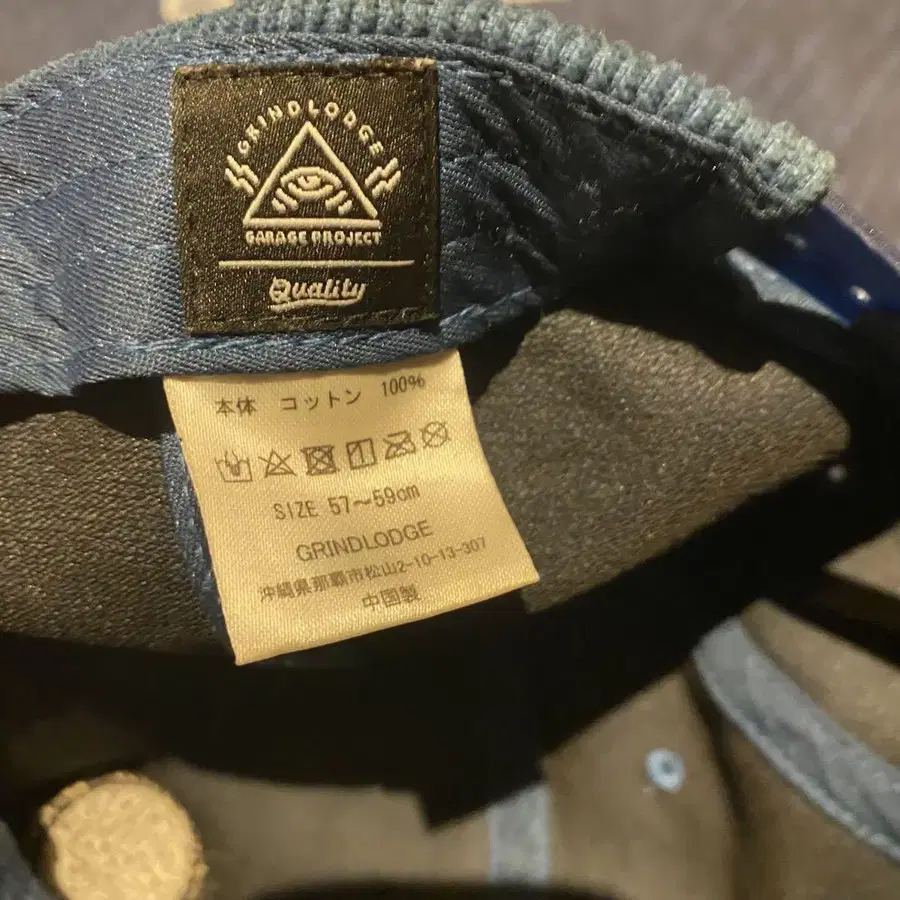 GRINDLODGE
GARAGE PROJECT
Quality
本体 コットン 100%
SIZE 57~59cm
GRINDLODGE
沖縄県那覇市松山2-10-13-307
中国製